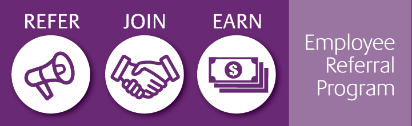 REFER JOIN EARN
$
Employee
Referral
Program